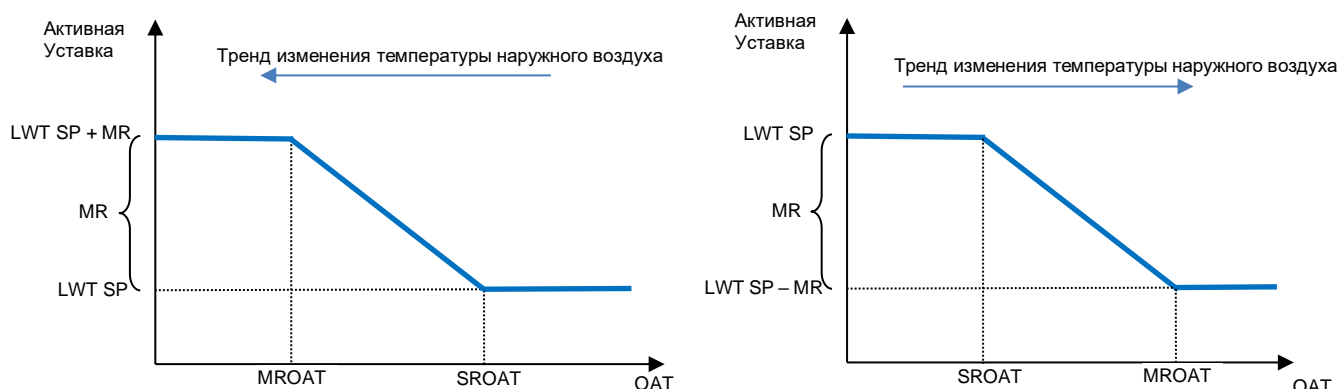 Активная
Уставка
Тренд изменения температуры наружного воздуха
LWT SP + MR
MR
LWT SP
MROAT
SROAT
OAT
Активная
Уставка
Тренд изменения температуры наружного воздуха
LWT SP
MR
LWT SP – MR
SROAT
MROAT
OAT